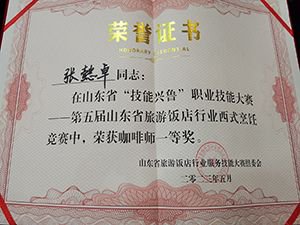 荣誉证书
HONORARY CREDENTIAL
张懿卓 同志：
在山东省“技能兴鲁”职业技能大赛
——第五届山东省旅游饭店行业西式烹饪
竞赛中，荣获咖啡师一等奖。
山东省旅游饭店行业服务技能大赛组委会
二〇二三年五月